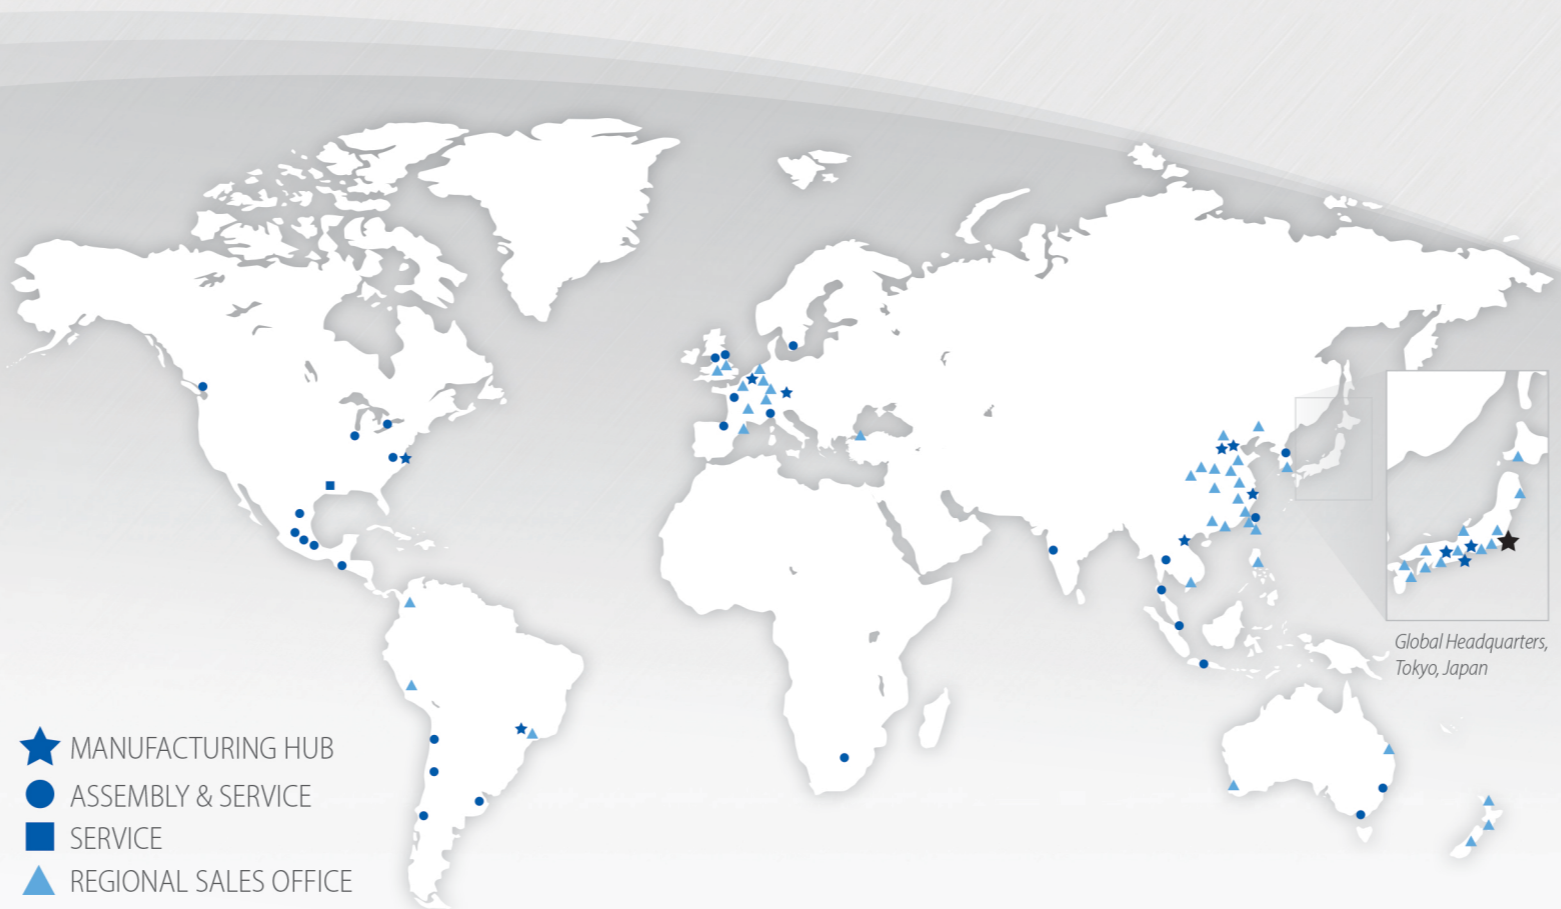 Global Headquarters,
Tokyo, Japan
MANUFACTURING HUB
ASSEMBLY & SERVICE
SERVICE
REGIONAL SALES OFFICE